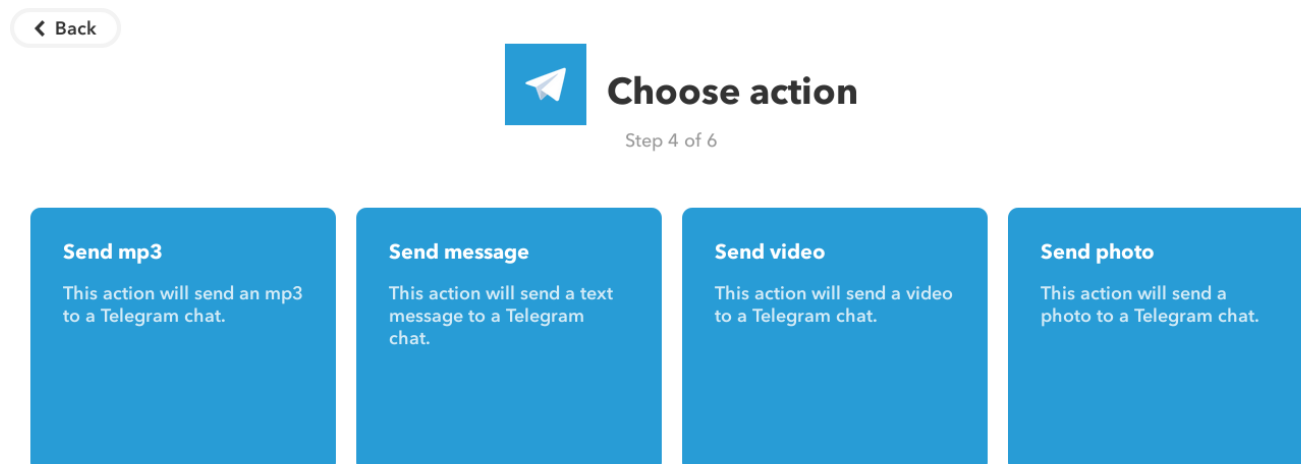 Back
Choose action
Step 4 of 6
Send mp3
This action will send an mp3
to a Telegram chat.
Send message
This action will send a text
message to a Telegram
chat.
Send video
This action will send a video
to a Telegram chat.
Send photo
This action will send a
photo to a Telegram chat.